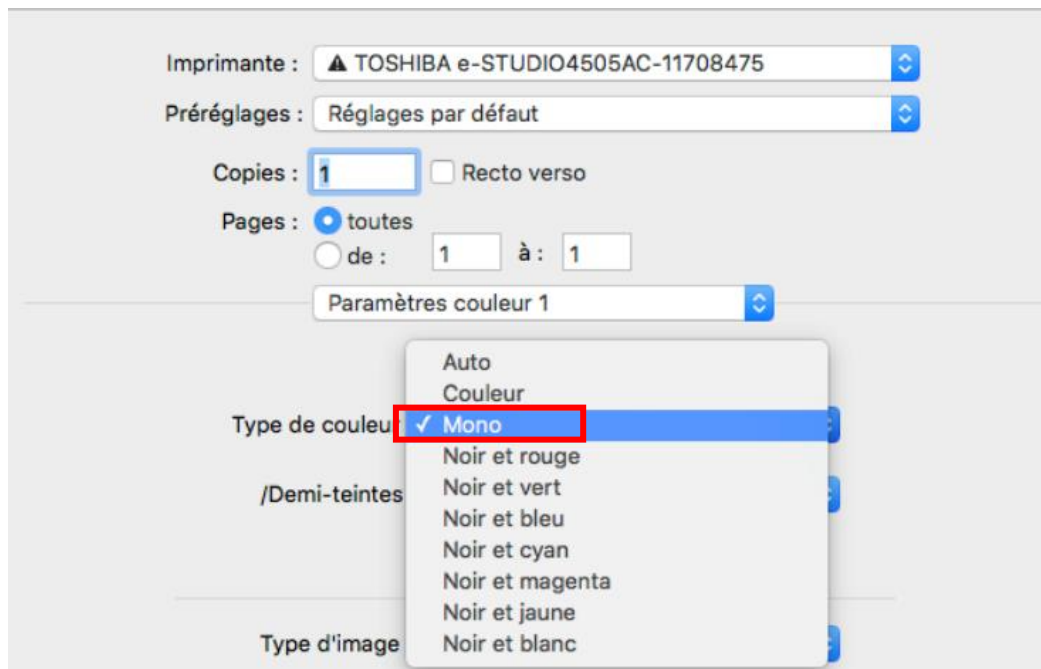 Imprimante : ⚠ TOSHIBA e-STUDIO4505AC-11708475
Préréglages : Réglages par défaut
Copies : 1 Recto verso
Pages : toutes
de : 1 à : 1
Paramètres couleur 1
Auto
Couleur
Type de couleur ✓ Mono
Noir et rouge
Noir et vert
/Demi-teintes
Noir et bleu
Noir et cyan
Noir et magenta
Noir et jaune
Type d'image Noir et blanc